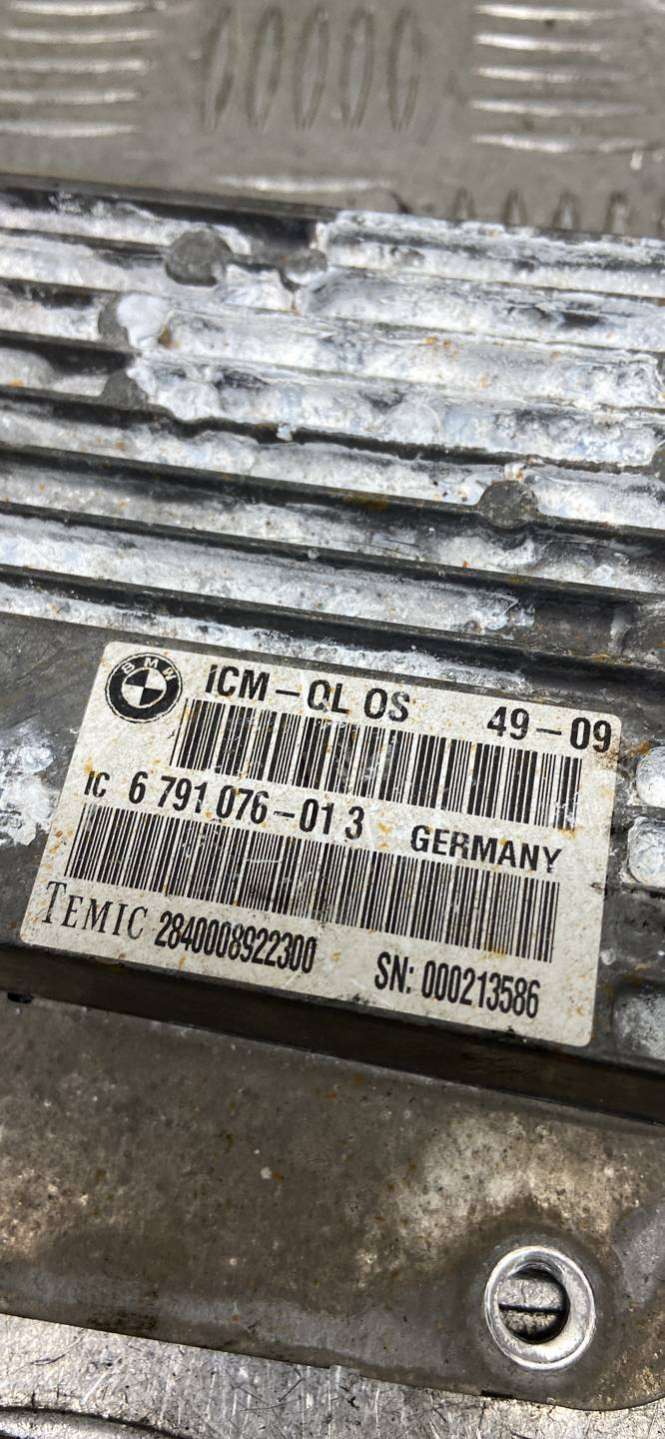 BMW
iCM-QL OS 49-09
IC 6 791 076-01 3 GERMANY
TEMIC 2840008922300 SN: 000213586